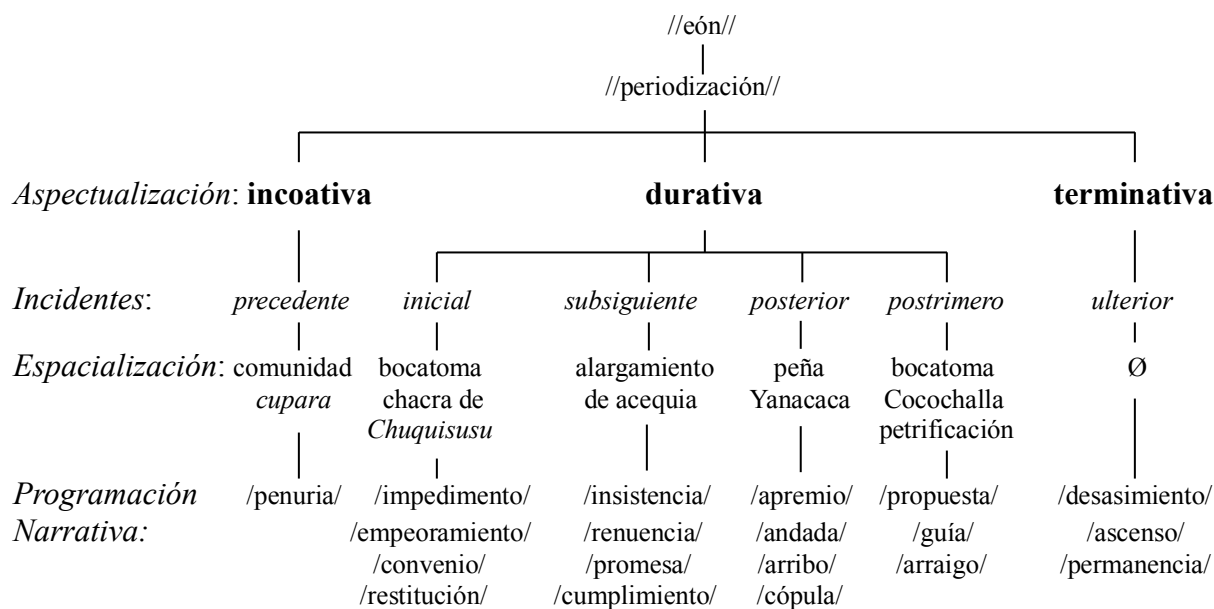 //eón//
//periodización//
Aspectualización: incoativa durativa terminativa
Incidentes: precedente inicial subsiguiente posterior postrimero ulterior
Espacialización: comunidad bocatoma alargamiento peña bocatoma Ø
cupara chacra de de acequia Yanacaca Cocochalla
Chuquisusu petrificación
Programación /penuria/ /impedimento/ /insistencia/ /apremio/ /propuesta/ /desasimiento/
Narrativa: /empeoramiento/ /renuencia/ /andada/ /guía/ /ascenso/
/convenio/ /promesa/ /arribo/ /arraigo/ /permanencia/
/restitución/ /cumplimiento/ /cópula/